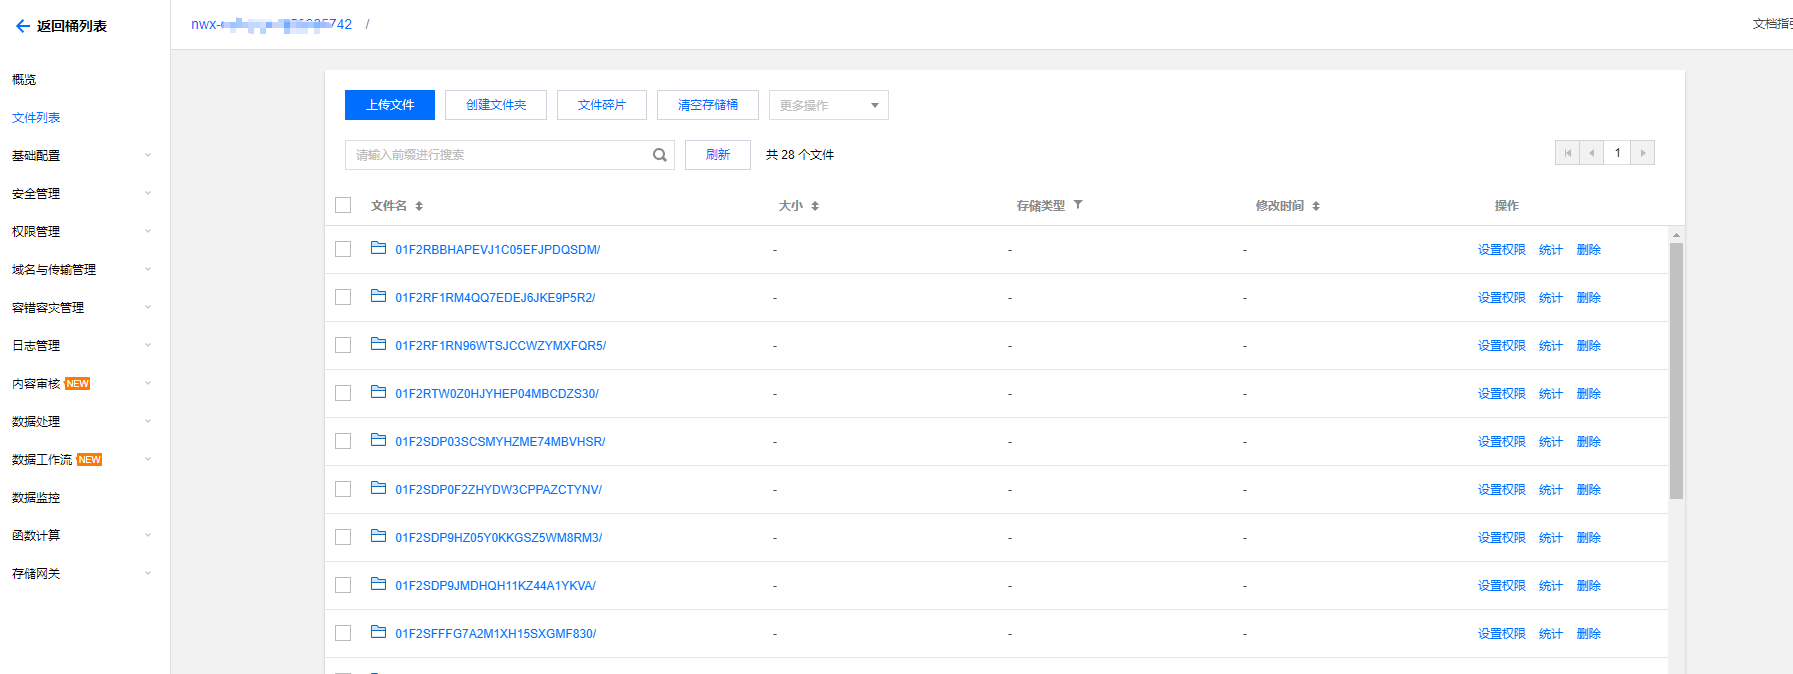 返回桶列表
概览
文件列表
基础配置
安全管理
权限管理
域名与传输管理
容错容灾管理
日志管理
内容审核 NEW
数据处理
数据工作流 NEW
数据监控
函数计算
存储网关
nwx- 742 /
文档指
上传文件 创建文件夹 文件碎片 清空存储桶 更多操作
请输入前缀进行搜索 刷新 共 28 个文件 1
文件名 大小 存储类型 修改时间 操作
01F2RBBHAPEVJ1C05EFJPDQSDM/ - - - 设置权限 统计 删除
01F2RF1RM4QQ7EDEJ6JKE9P5R2/ - - - 设置权限 统计 删除
01F2RF1RN96WTSJCCWZYMXFQR5/ - - - 设置权限 统计 删除
01F2RTW0Z0HJYHEP04MBCDZS30/ - - - 设置权限 统计 删除
01F2SDP03SCSMYHZME74MBVHSR/ - - - 设置权限 统计 删除
01F2SDP0F2ZHYDW3CPPAZCTYNV/ - - - 设置权限 统计 删除
01F2SDP9HZ05Y0KKGSZ5WM8RM3/ - - - 设置权限 统计 删除
01F2SDP9JMDHQH11KZ44A1YKVA/ - - - 设置权限 统计 删除
01F2SFFFG7A2M1XH15SXGMF830/ - - - 设置权限 统计 删除